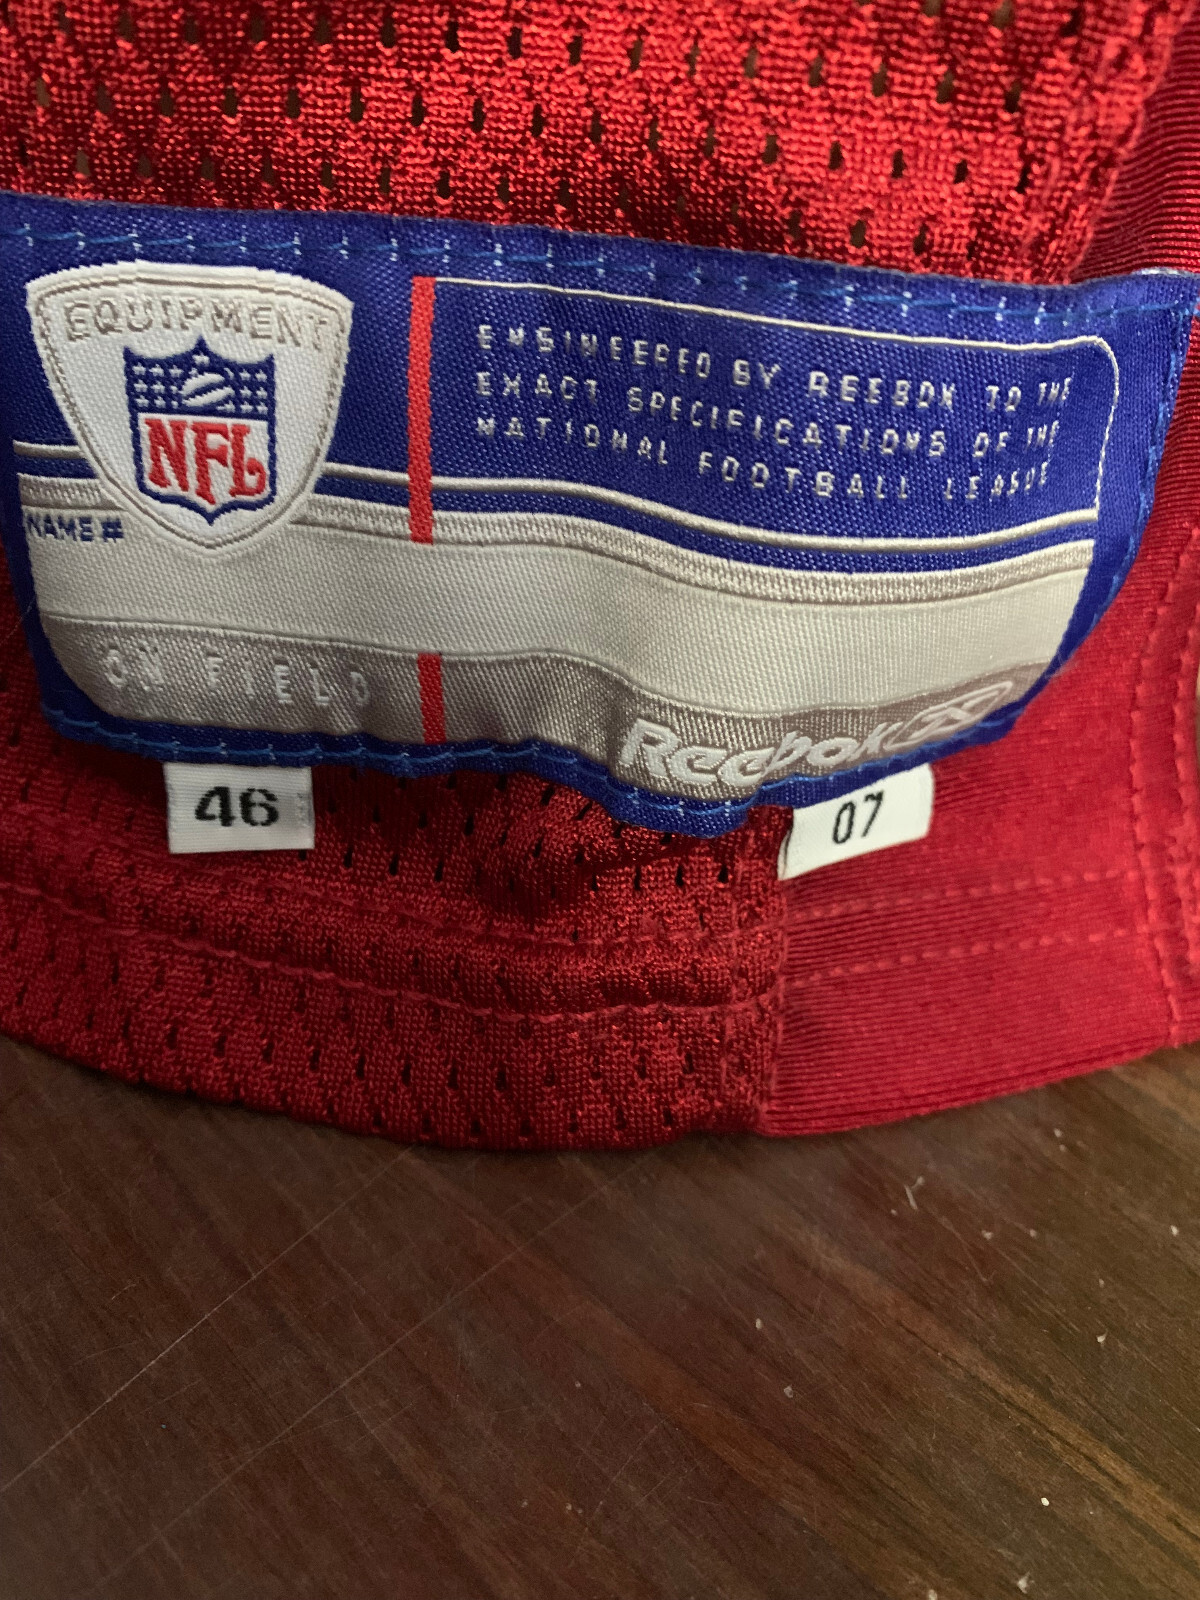 EQUIPMENT
NFL
ENGINEERED BY REEBOK TO THE
EXACT SPECIFICATIONS OF THE
NATIONAL FOOTBALL LEAGUE
NAME #
ON FIELD
Reebok
46
07